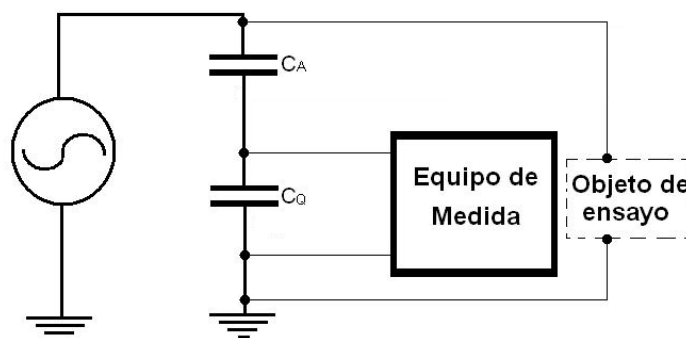 CA
CQ
Equipo de
Medida
Objeto de
ensayo